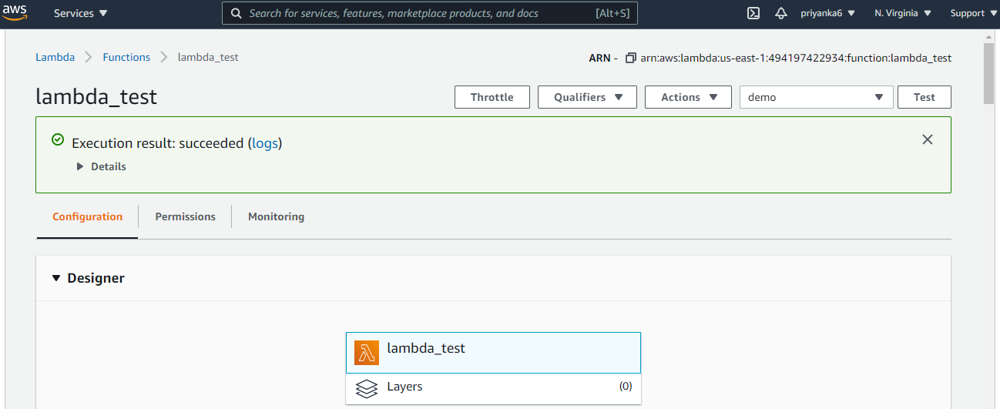 aws Services Search for services, features, marketplace products, and docs [Alt+S] priyanka6 N. Virginia Support
Lambda Functions lambda_test ARN - arn:aws:lambda:us-east-1:494197422934:function:lambda_test
lambda_test Throttle Qualifiers Actions demo Test
Execution result: succeeded (logs)
Details
Configuration Permissions Monitoring
Designer
lambda_test
Layers (0)